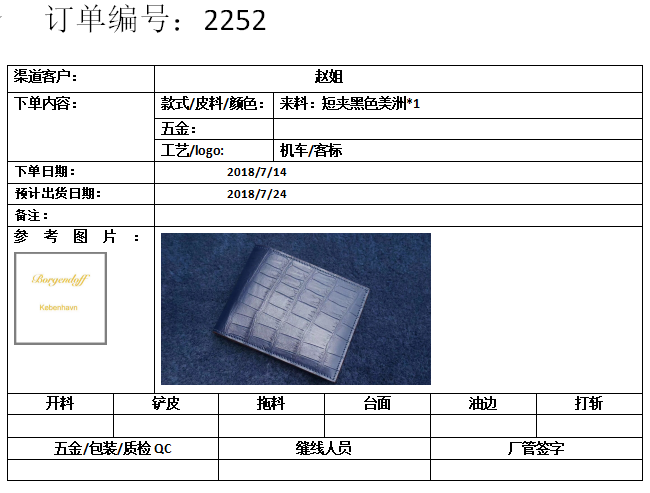 订单编号：2252
渠道客户：
赵姐
下单内容：
款式/皮料/颜色：
来料：短夹黑色美洲*1
五金：
工艺/logo:
机车/客标
下单日期：
2018/7/14
预计出货日期：
2018/7/24
备注：
参考图片：
Borgendoff
København
开料
铲皮
拖料
台面
油边
打斩
五金/包装/质检 QC
缝线人员
厂管签字